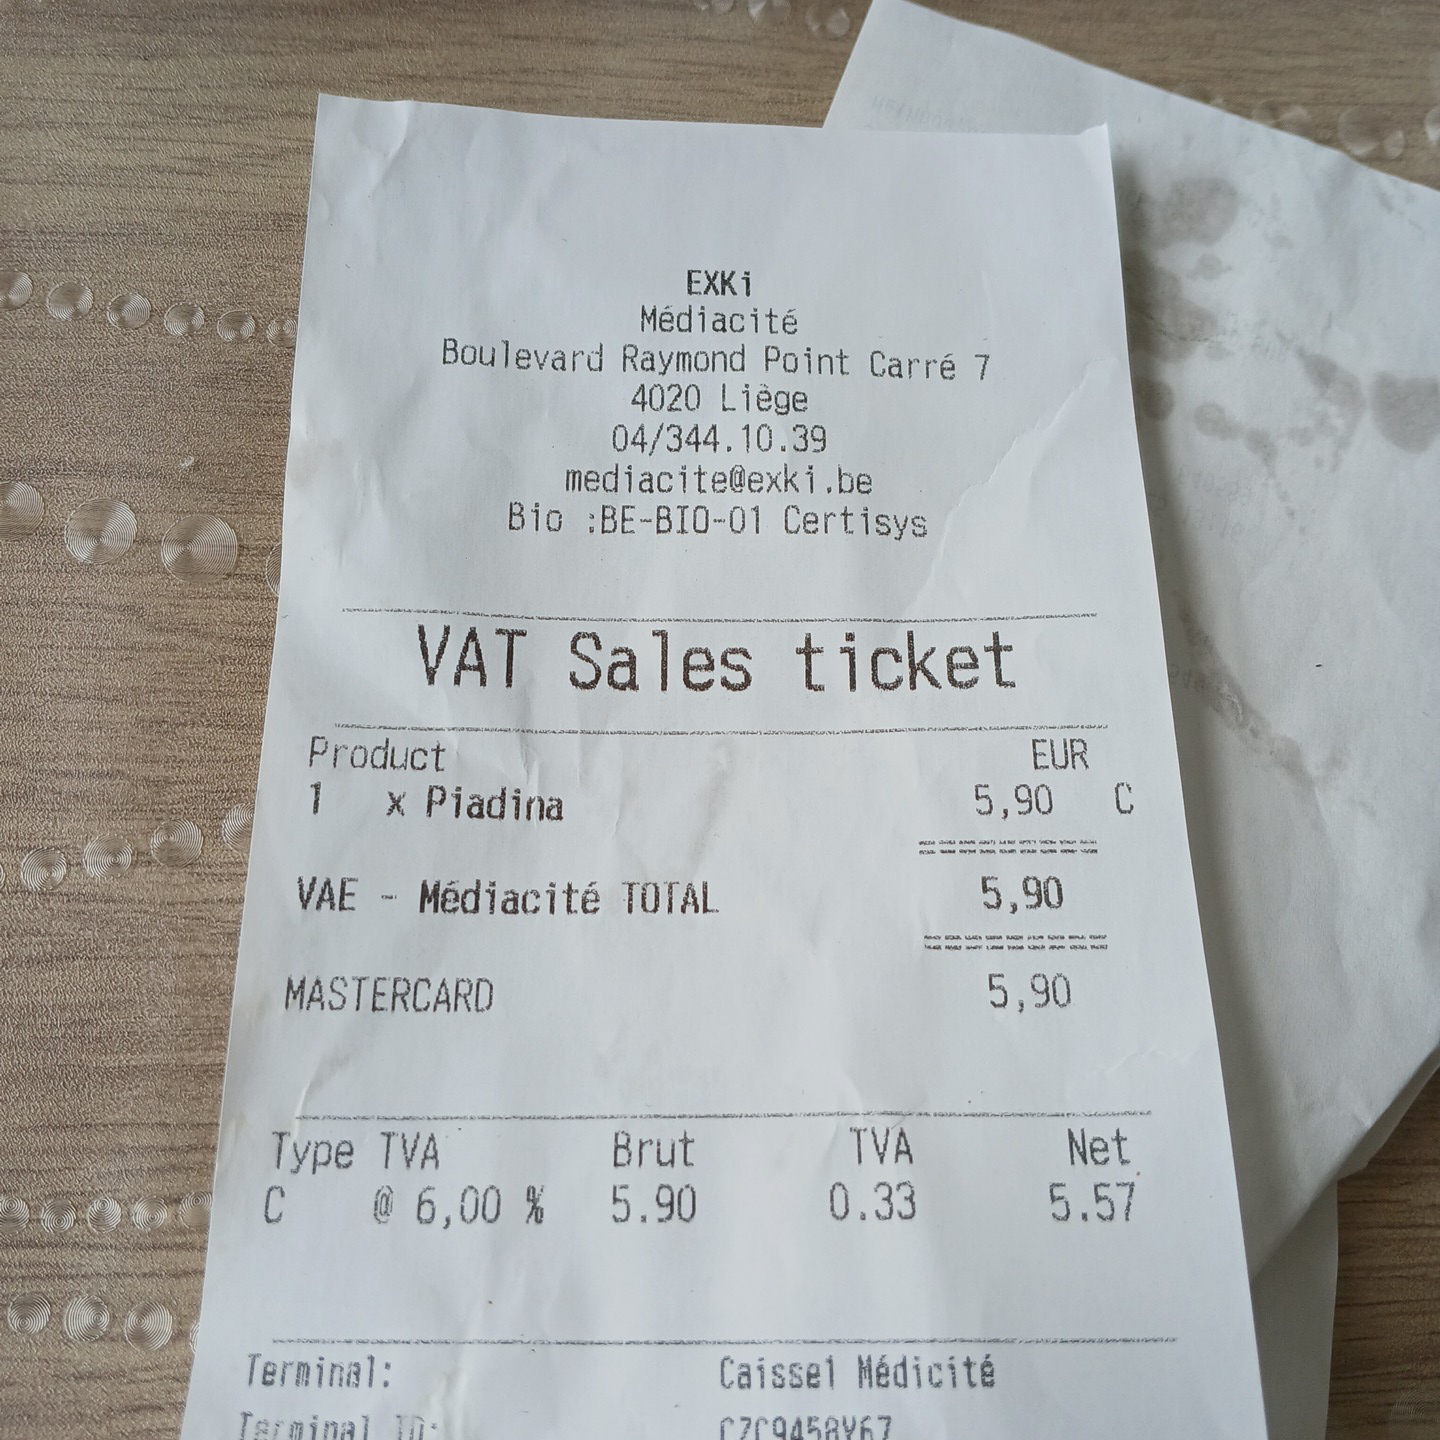 EXKi
Médiacité
Boulevard Raymond Point Carré 7
4020 Liège
04/344.10.39
mediacite@exki.be
Bio :BE-BIO-01 Certisys
VAT Sales ticket
Product EUR
1 x Piadina 5,90 C
VAE - Médiacité TOTAL 5,90
MASTERCARD 5,90
Type TVA Brut TVA Net
C @ 6,00 % 5.90 0.33 5.57
Terminal: Caisse1 Médicité
Terminal ID: